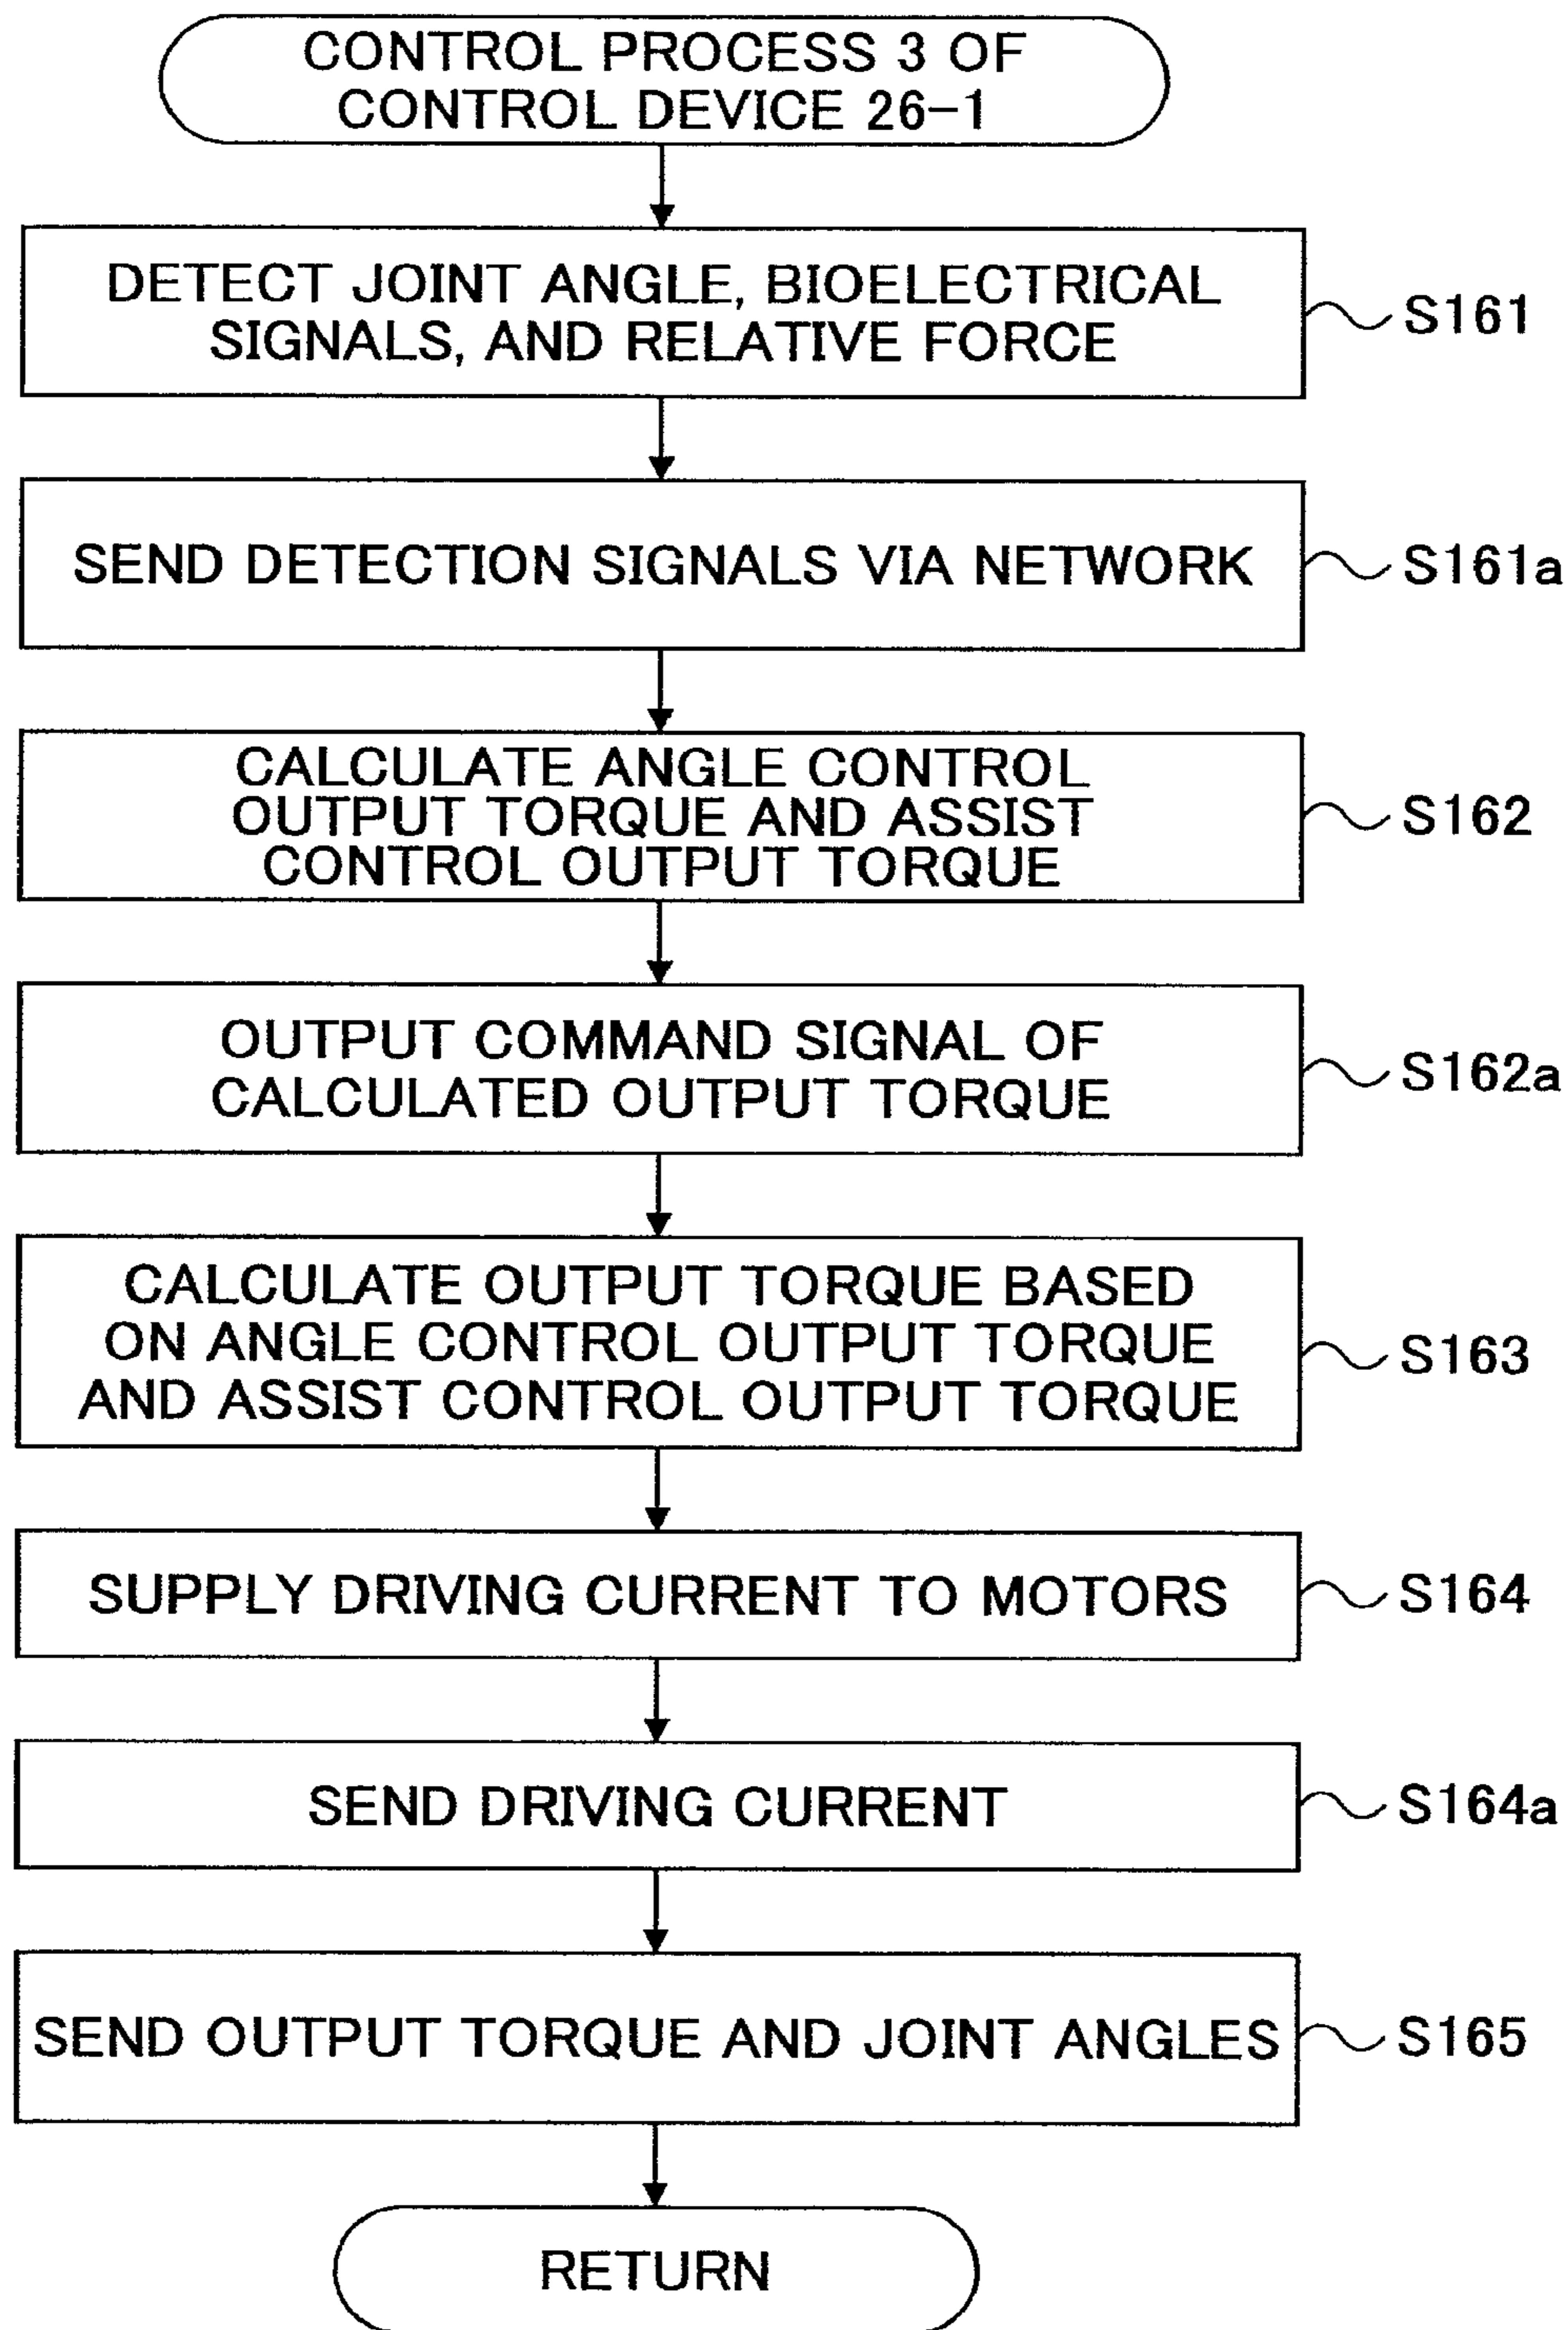 CONTROL PROCESS 3 OF
CONTROL DEVICE 26-1
DETECT JOINT ANGLE, BIOELECTRICAL
SIGNALS, AND RELATIVE FORCE
S161
SEND DETECTION SIGNALS VIA NETWORK
S161a
CALCULATE ANGLE CONTROL
OUTPUT TORQUE AND ASSIST
CONTROL OUTPUT TORQUE
S162
OUTPUT COMMAND SIGNAL OF
CALCULATED OUTPUT TORQUE
S162a
CALCULATE OUTPUT TORQUE BASED
ON ANGLE CONTROL OUTPUT TORQUE
AND ASSIST CONTROL OUTPUT TORQUE
S163
SUPPLY DRIVING CURRENT TO MOTORS
S164
SEND DRIVING CURRENT
S164a
SEND OUTPUT TORQUE AND JOINT ANGLES
S165
RETURN